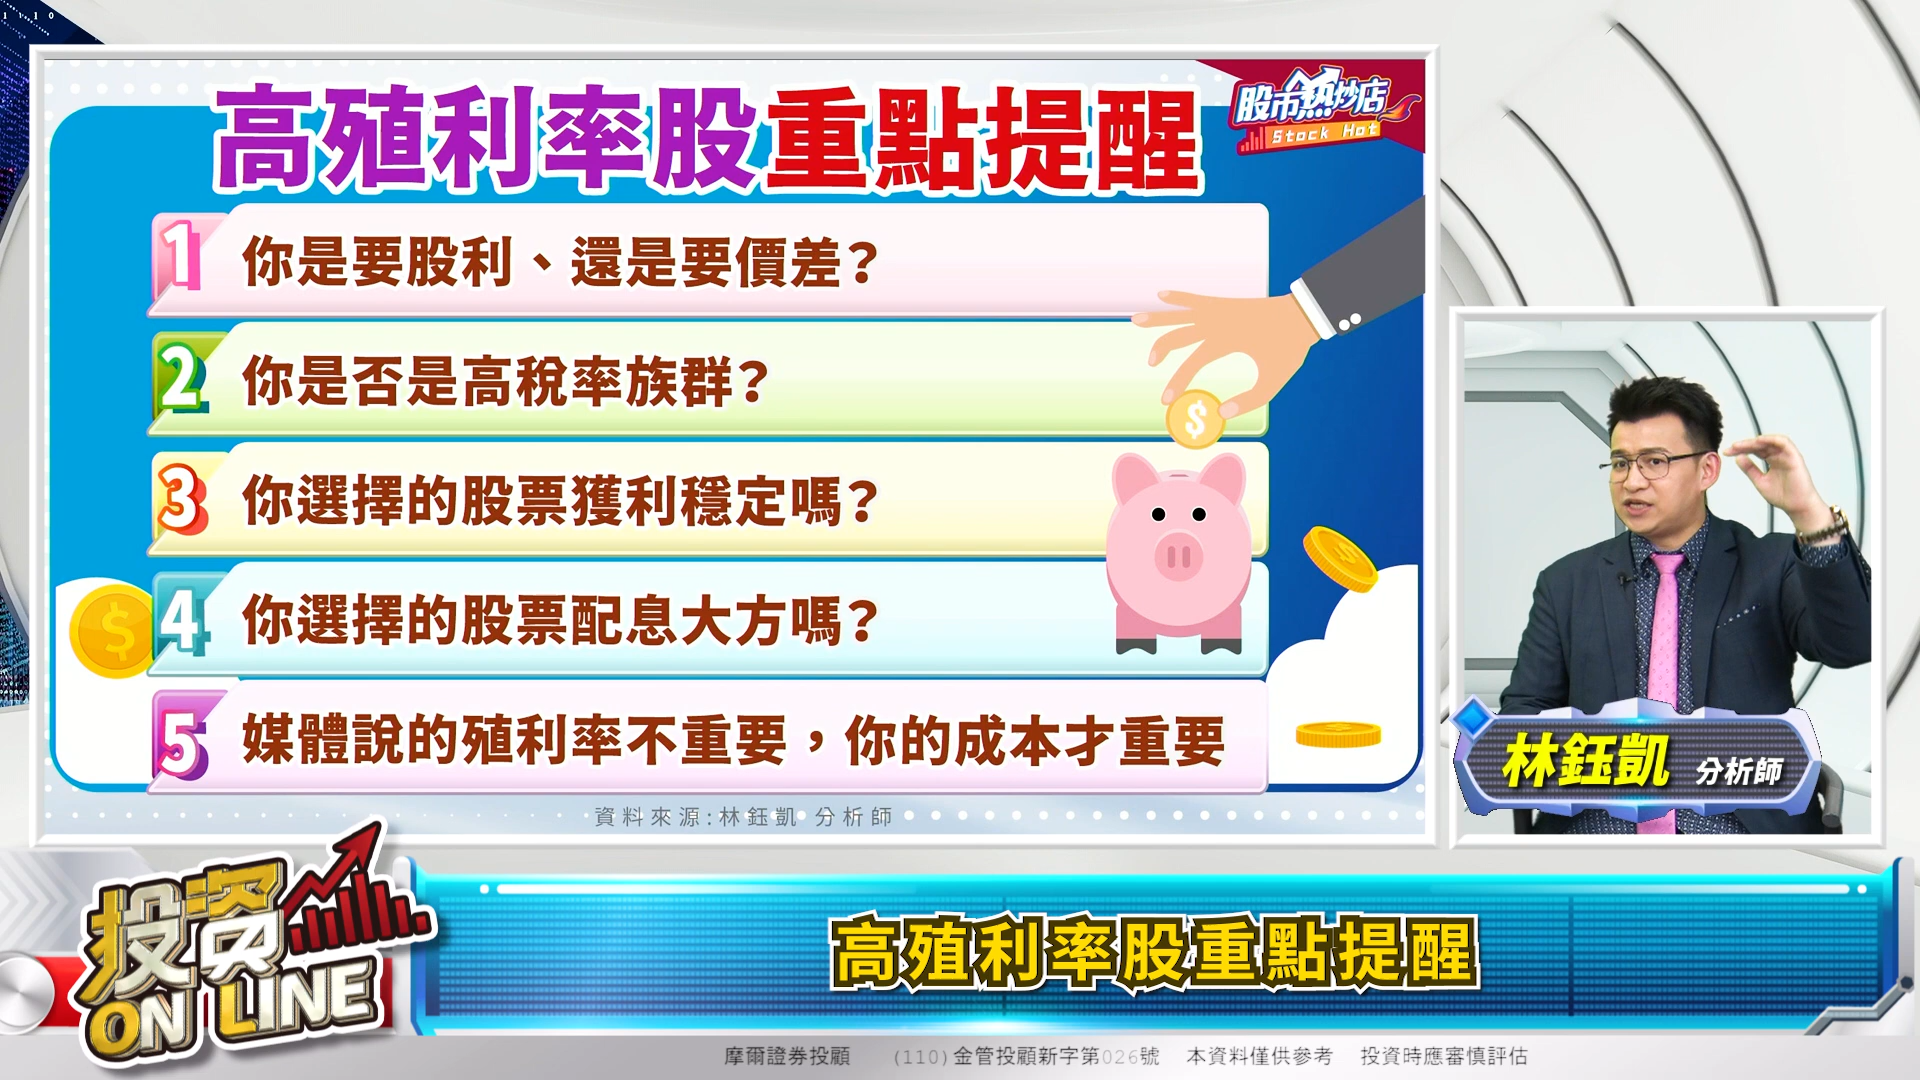 1110
高殖利率股重點提醒
股市熱炒店
Stock Hot
1 你是要股利、還是要價差？
2 你是否是高稅率族群？
3 你選擇的股票獲利穩定嗎？
4 你選擇的股票配息大方嗎？
5 媒體說的殖利率不重要，你的成本才重要
資料來源:林鈺凱 分析師
林鈺凱 分析師
投資
ON LINE
高殖利率股重點提醒
摩爾證券投顧 (110)金管投顧新字第026號 本資料僅供參考 投資時應審慎評估